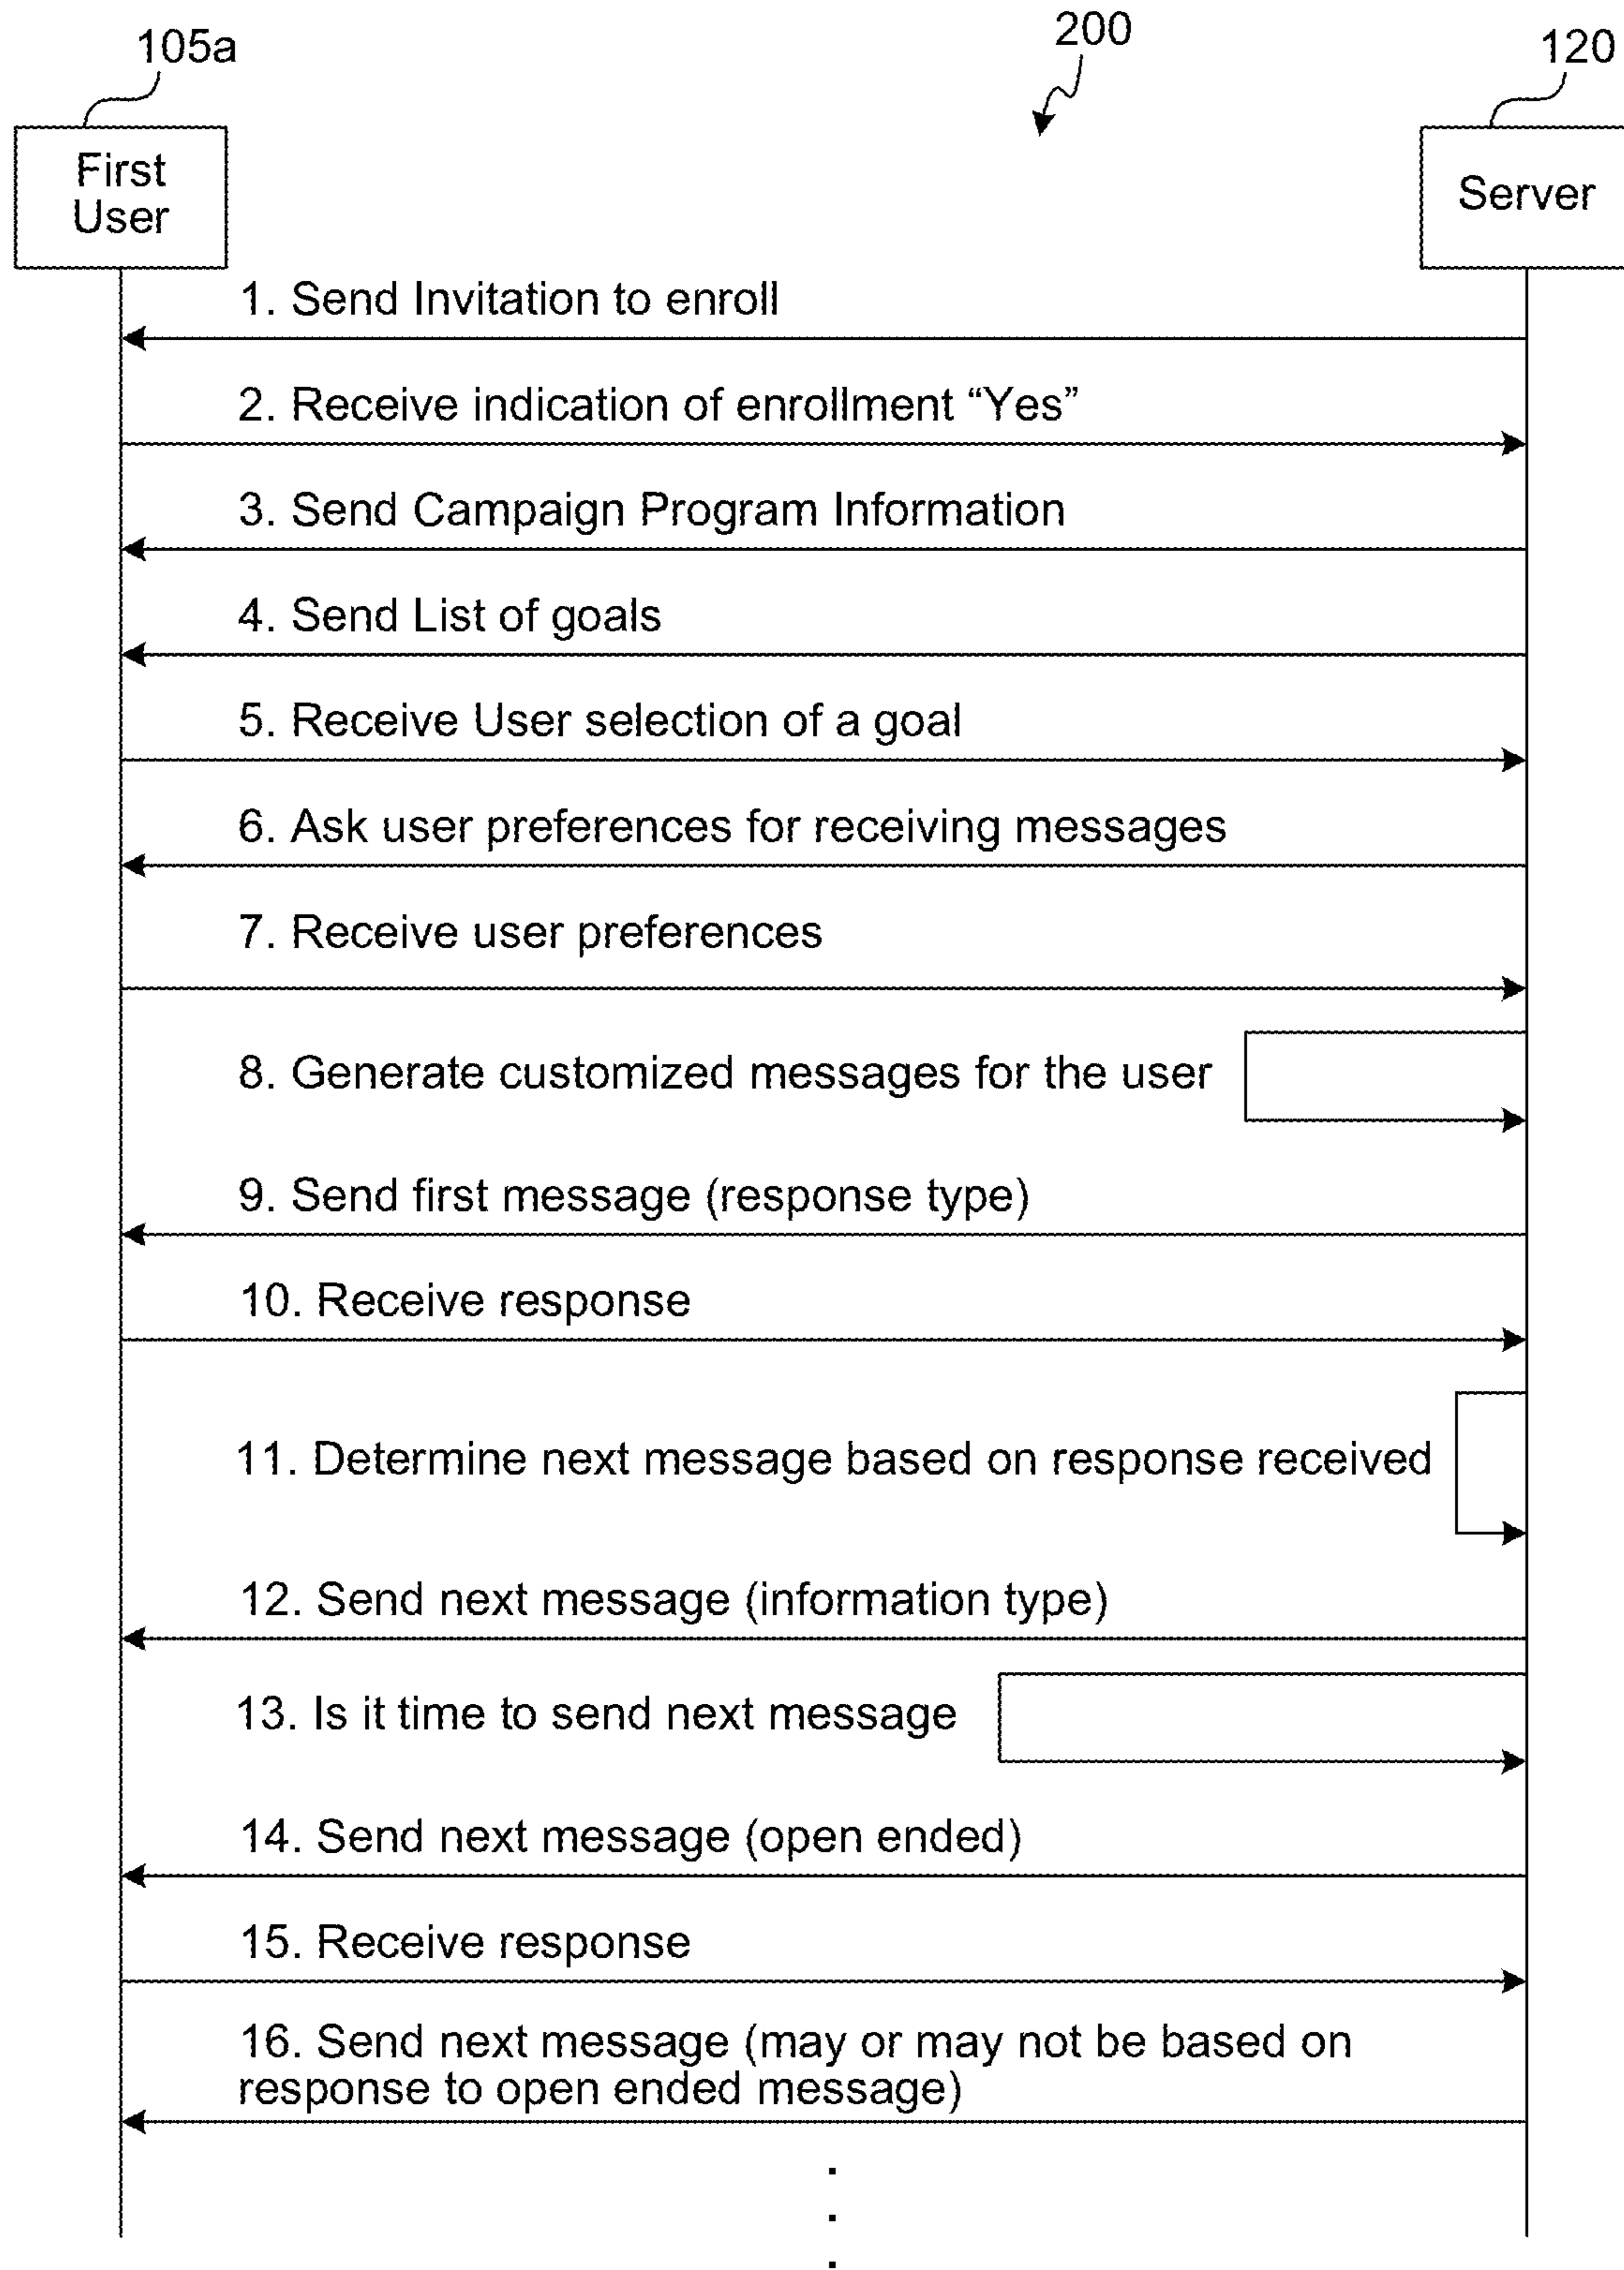 105a
200
120
First
User
Server
1. Send Invitation to enroll
2. Receive indication of enrollment “Yes”
3. Send Campaign Program Information
4. Send List of goals
5. Receive User selection of a goal
6. Ask user preferences for receiving messages
7. Receive user preferences
8. Generate customized messages for the user
9. Send first message (response type)
10. Receive response
11. Determine next message based on response received
12. Send next message (information type)
13. Is it time to send next message
14. Send next message (open ended)
15. Receive response
16. Send next message (may or may not be based on
response to open ended message)